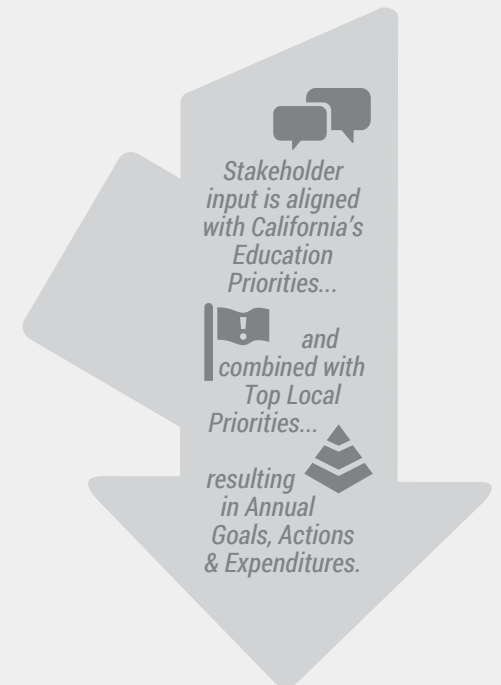 Stakeholder
input is aligned
with California's
Education
Priorities...
!
and
combined with
Top Local
Priorities...
resulting
in Annual
Goals, Actions
& Expenditures.